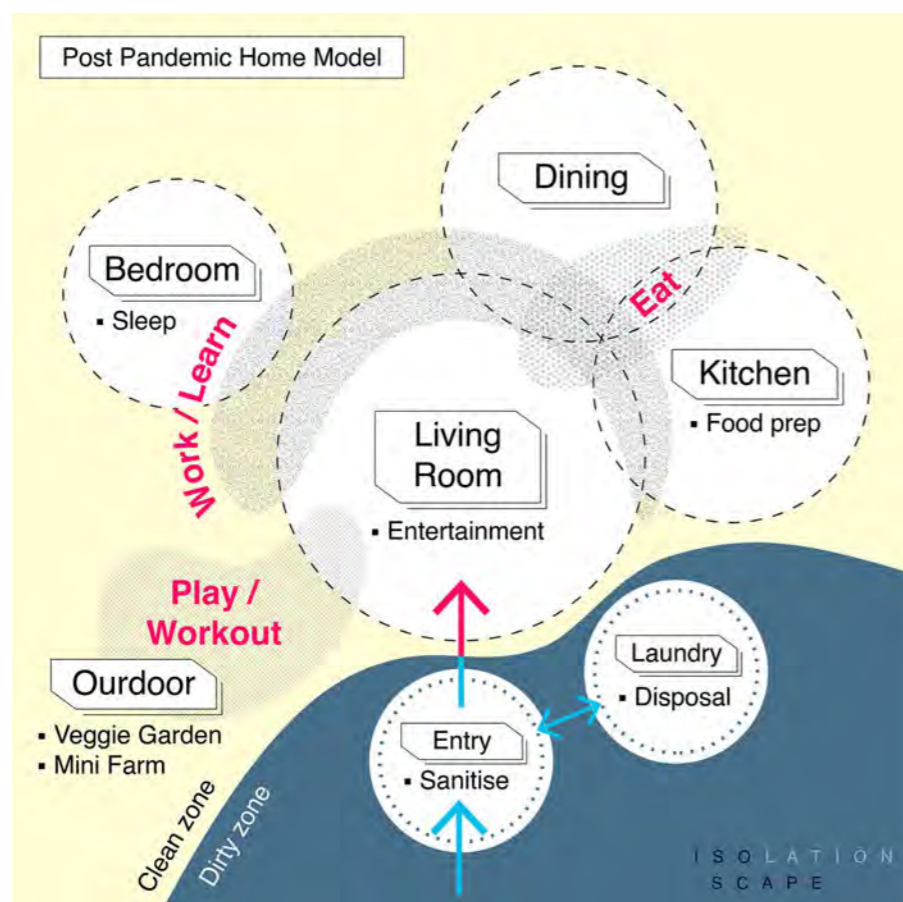 Post Pandemic Home Model
Dining
Bedroom
▪ Sleep
Eat
Kitchen
▪ Food prep
Work / Learn
Living
Room
▪ Entertainment
Play /
Workout
Ourdoor
▪ Veggie Garden
▪ Mini Farm
Laundry
▪ Disposal
Entry
▪ Sanitise
Clean zone
Dirty zone
ISOLATION
SCAPE